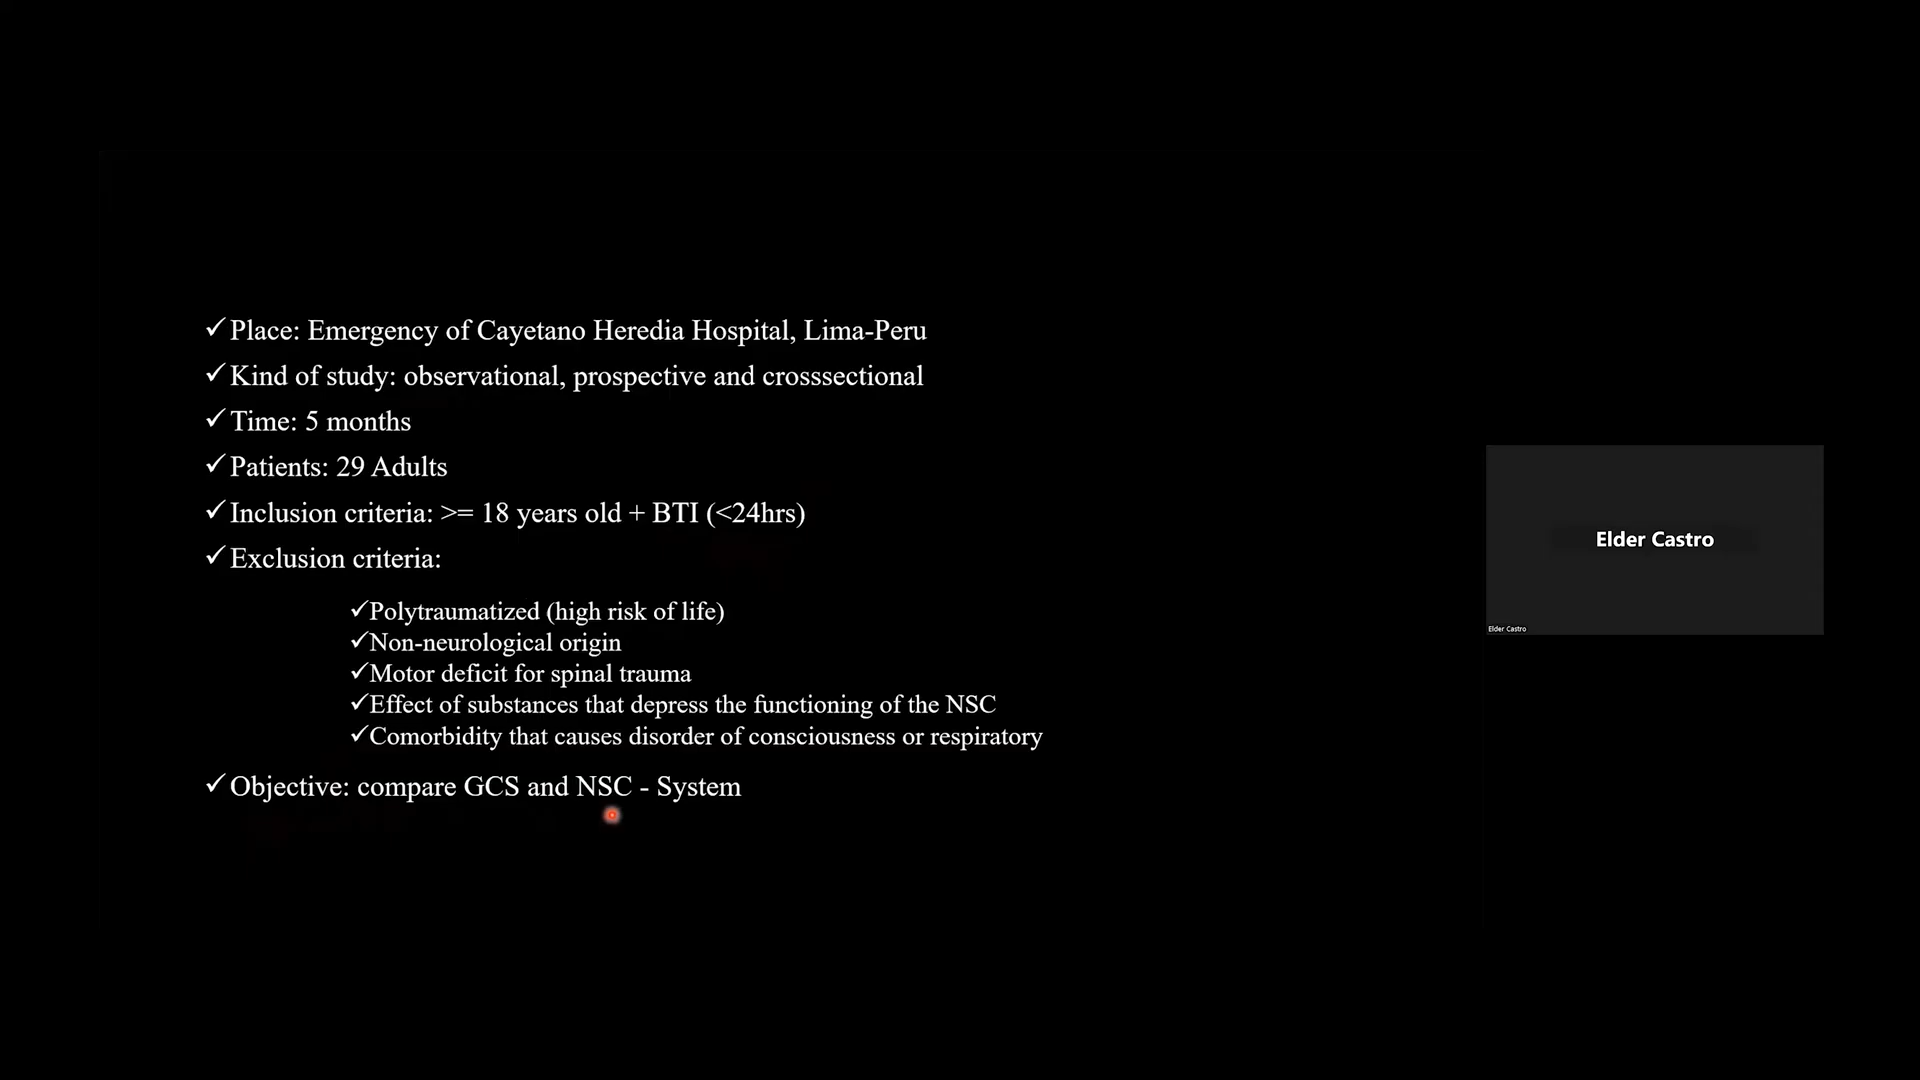 ✓Place: Emergency of Cayetano Heredia Hospital, Lima-Peru
✓Kind of study: observational, prospective and crosssectional
✓Time: 5 months
✓Patients: 29 Adults
✓Inclusion criteria: >= 18 years old + BTI (<24hrs)
✓Exclusion criteria:
✓Polytraumatized (high risk of life)
✓Non-neurological origin
✓Motor deficit for spinal trauma
✓Effect of substances that depress the functioning of the NSC
✓Comorbidity that causes disorder of consciousness or respiratory
✓Objective: compare GCS and NSC - System
Elder Castro
Elder Castro